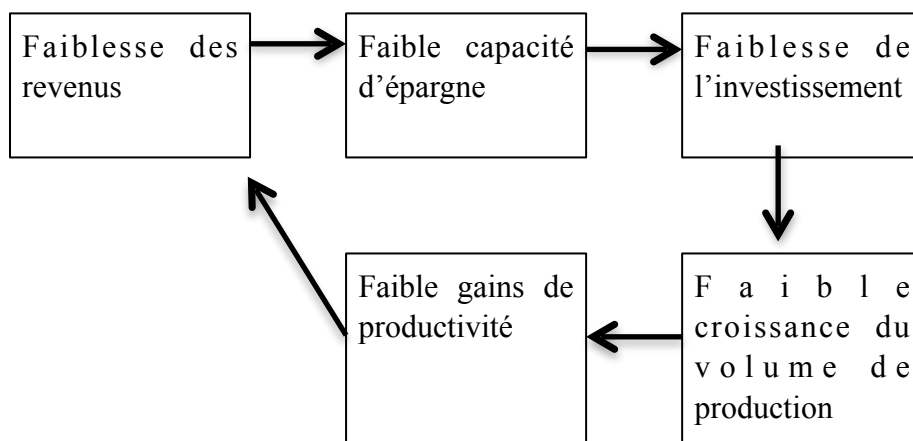 Faiblesse des
revenus
Faible capacité
d’épargne
Faiblesse de
l’investissement
Faible gains de
productivité
Faible
croissance du
volume de
production